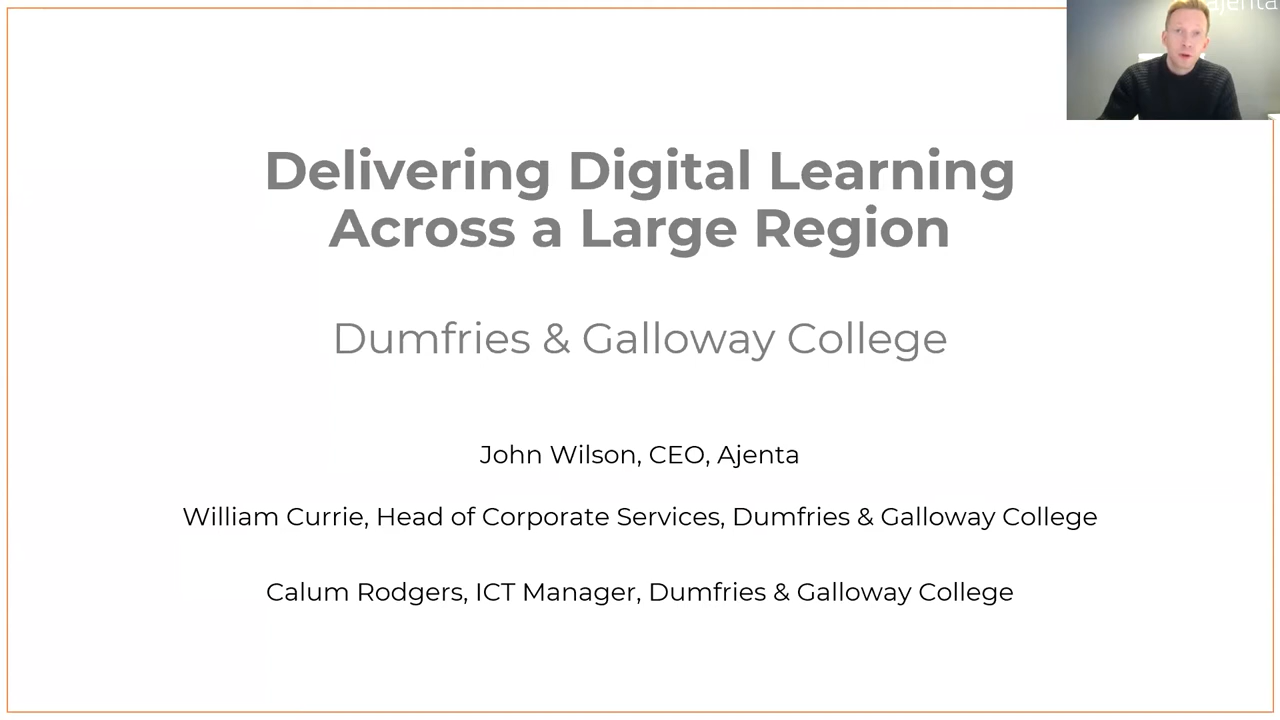 ajenta
Delivering Digital Learning
Across a Large Region
Dumfries & Galloway College
John Wilson, CEO, Ajenta
William Currie, Head of Corporate Services, Dumfries & Galloway College
Calum Rodgers, ICT Manager, Dumfries & Galloway College